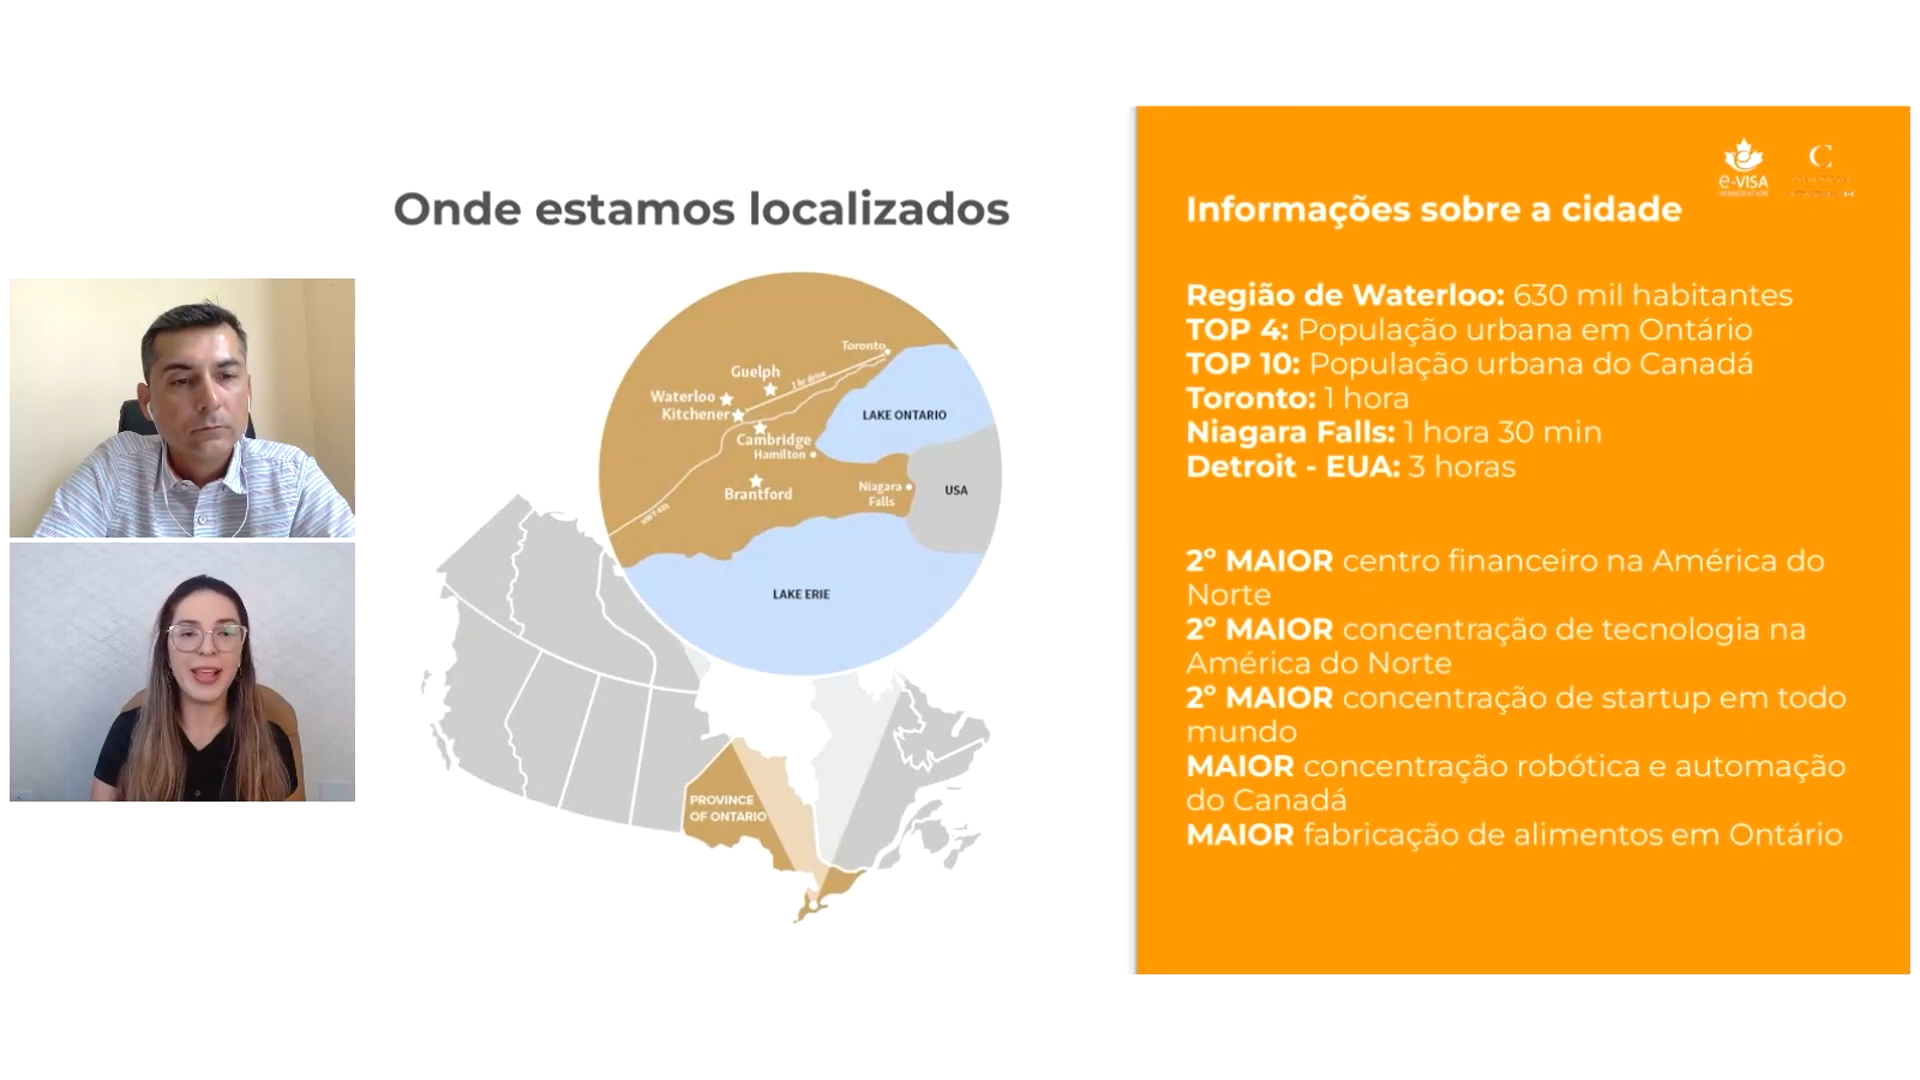 Onde estamos localizados
Toronto
Guelph
1 hr drive
Waterloo
Kitchener
LAKE ONTARIO
Cambridge
Hamilton
Brantford
Niagara
Falls
USA
HWY 401
LAKE ERIE
PROVINCE
OF ONTARIO
e-VISA
IMMIGRATION
C
Informações sobre a cidade
Região de Waterloo: 630 mil habitantes
TOP 4: População urbana em Ontário
TOP 10: População urbana do Canadá
Toronto: 1 hora
Niagara Falls: 1 hora 30 min
Detroit - EUA: 3 horas
2º MAIOR centro financeiro na América do
Norte
2º MAIOR concentração de tecnologia na
América do Norte
2º MAIOR concentração de startup em todo
mundo
MAIOR concentração robótica e automação
do Canadá
MAIOR fabricação de alimentos em Ontário